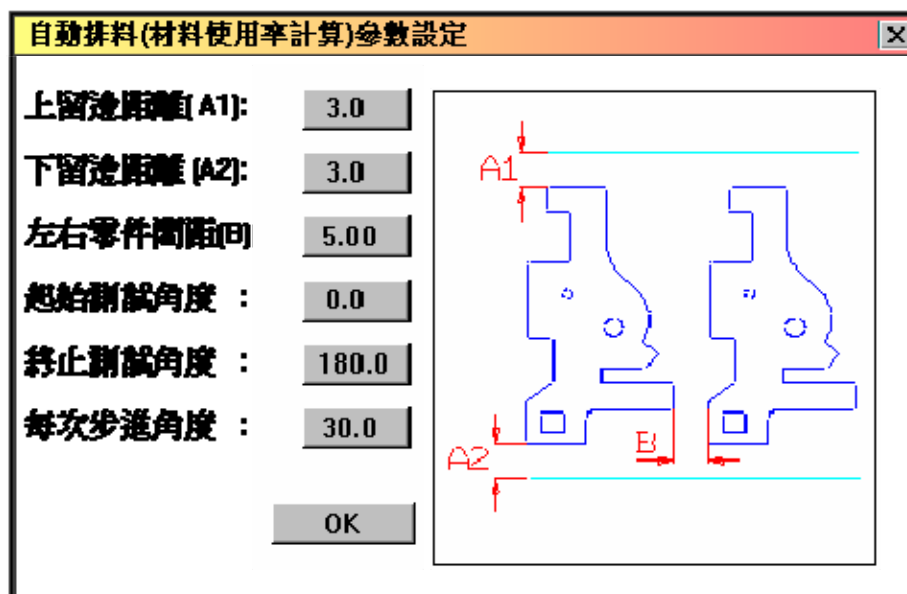 自動排料(材料使用率計算)參數設定
上留邊距離(A1): 3.0
下留邊距離(A2): 3.0
左右零件間距(B) 5.00
起始測試角度 : 0.0
終止測試角度 : 180.0
每次步進角度 : 30.0
OK
A1
A2
B